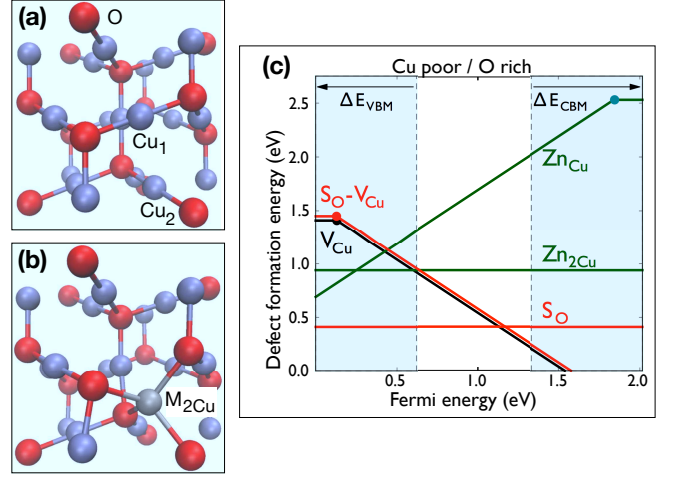 (a)
O
Cu1
Cu2
(b)
M2Cu
(c)
Cu poor / O rich
ΔEVBM
ΔECBM
2.5
2.0
1.5
1.0
0.5
0.0
Defect formation energy (eV)
ZnCu
SO-VCu
VCu
Zn2Cu
SO
0.5
1.0
1.5
2.0
Fermi energy (eV)